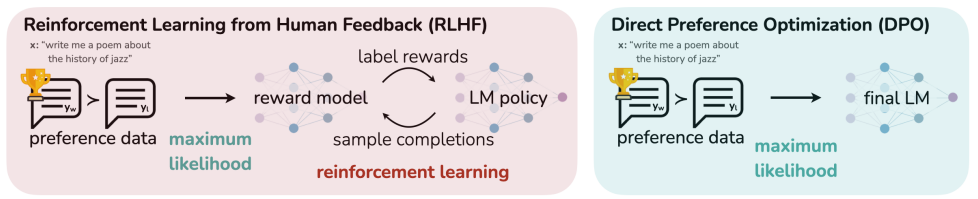 Reinforcement Learning from Human Feedback (RLHF)
x: "write me a poem about
the history of jazz"
label rewards
yw
≻
yl
reward model
LM policy
preference data
sample completions
maximum
likelihood
reinforcement learning
Direct Preference Optimization (DPO)
x: "write me a poem about
the history of jazz"
yw
≻
yl
final LM
preference data
maximum
likelihood